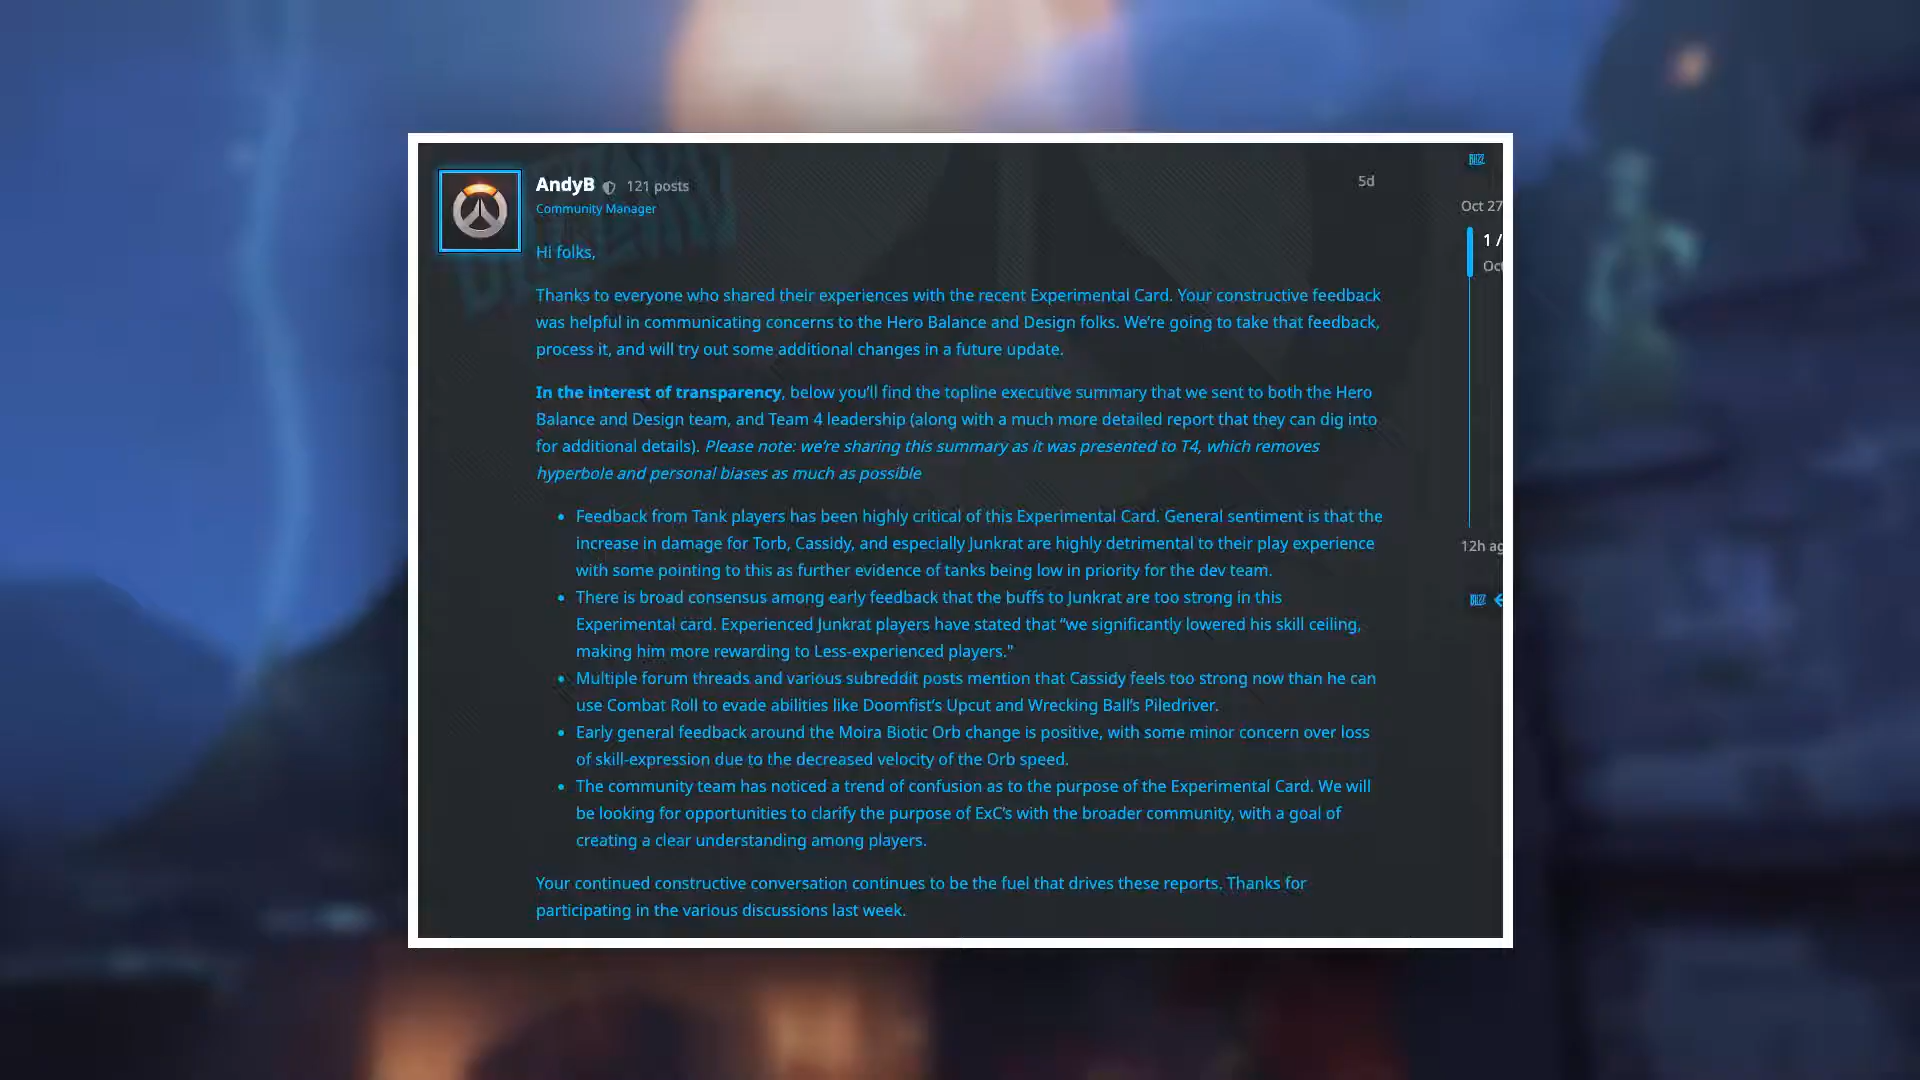 AndyB 121 posts 5d
Community Manager
Hi folks,
Thanks to everyone who shared their experiences with the recent Experimental Card. Your constructive feedback
was helpful in communicating concerns to the Hero Balance and Design folks. We’re going to take that feedback,
process it, and will try out some additional changes in a future update.
In the interest of transparency, below you’ll find the topline executive summary that we sent to both the Hero
Balance and Design team, and Team 4 leadership (along with a much more detailed report that they can dig into
for additional details). Please note: we’re sharing this summary as it was presented to T4, which removes
hyperbole and personal biases as much as possible
• Feedback from Tank players has been highly critical of this Experimental Card. General sentiment is that the
increase in damage for Torb, Cassidy, and especially Junkrat are highly detrimental to their play experience
with some pointing to this as further evidence of tanks being low in priority for the dev team.
• There is broad consensus among early feedback that the buffs to Junkrat are too strong in this
Experimental card. Experienced Junkrat players have stated that “we significantly lowered his skill ceiling,
making him more rewarding to Less-experienced players."
• Multiple forum threads and various subreddit posts mention that Cassidy feels too strong now than he can
use Combat Roll to evade abilities like Doomfist’s Upcut and Wrecking Ball’s Piledriver.
• Early general feedback around the Moira Biotic Orb change is positive, with some minor concern over loss
of skill-expression due to the decreased velocity of the Orb speed.
• The community team has noticed a trend of confusion as to the purpose of the Experimental Card. We will
be looking for opportunities to clarify the purpose of ExC’s with the broader community, with a goal of
creating a clear understanding among players.
Your continued constructive conversation continues to be the fuel that drives these reports. Thanks for
participating in the various discussions last week.
BLIZZ
Oct 27
1 /
Oct
12h ag
BLIZZ